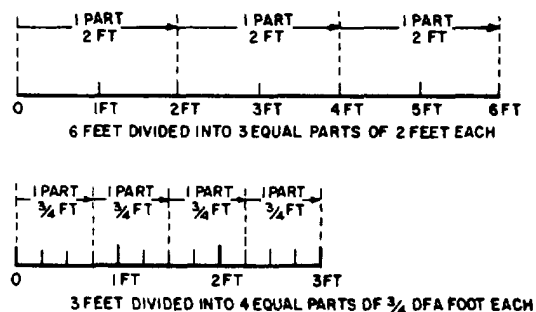 1 PART 1 PART 1 PART
2 FT 2 FT 2 FT
0 1FT 2FT 3FT 4FT 5FT 6FT
6 FEET DIVIDED INTO 3 EQUAL PARTS OF 2 FEET EACH
1 PART 1 PART 1 PART 1 PART
¾ FT ¾ FT ¾ FT ¾ FT
0 1FT 2FT 3FT
3 FEET DIVIDED INTO 4 EQUAL PARTS OF ¾ OF A FOOT EACH